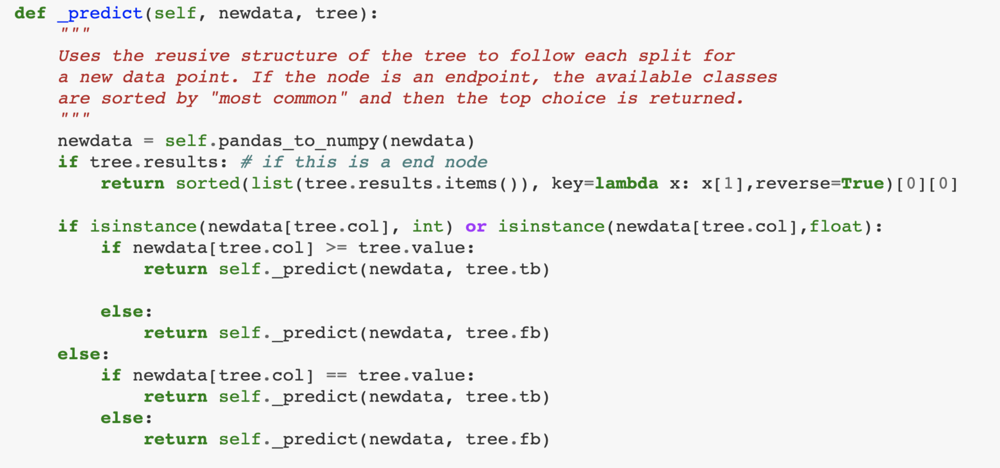 def _predict(self, newdata, tree):
    """
    Uses the reusive structure of the tree to follow each split for
    a new data point. If the node is an endpoint, the available classes
    are sorted by "most common" and then the top choice is returned.
    """
    newdata = self.pandas_to_numpy(newdata)
    if tree.results: # if this is a end node
        return sorted(list(tree.results.items()), key=lambda x: x[1],reverse=True)[0][0]

    if isinstance(newdata[tree.col], int) or isinstance(newdata[tree.col],float):
        if newdata[tree.col] >= tree.value:
            return self._predict(newdata, tree.tb)

        else:
            return self._predict(newdata, tree.fb)
    else:
        if newdata[tree.col] == tree.value:
            return self._predict(newdata, tree.tb)
        else:
            return self._predict(newdata, tree.fb)